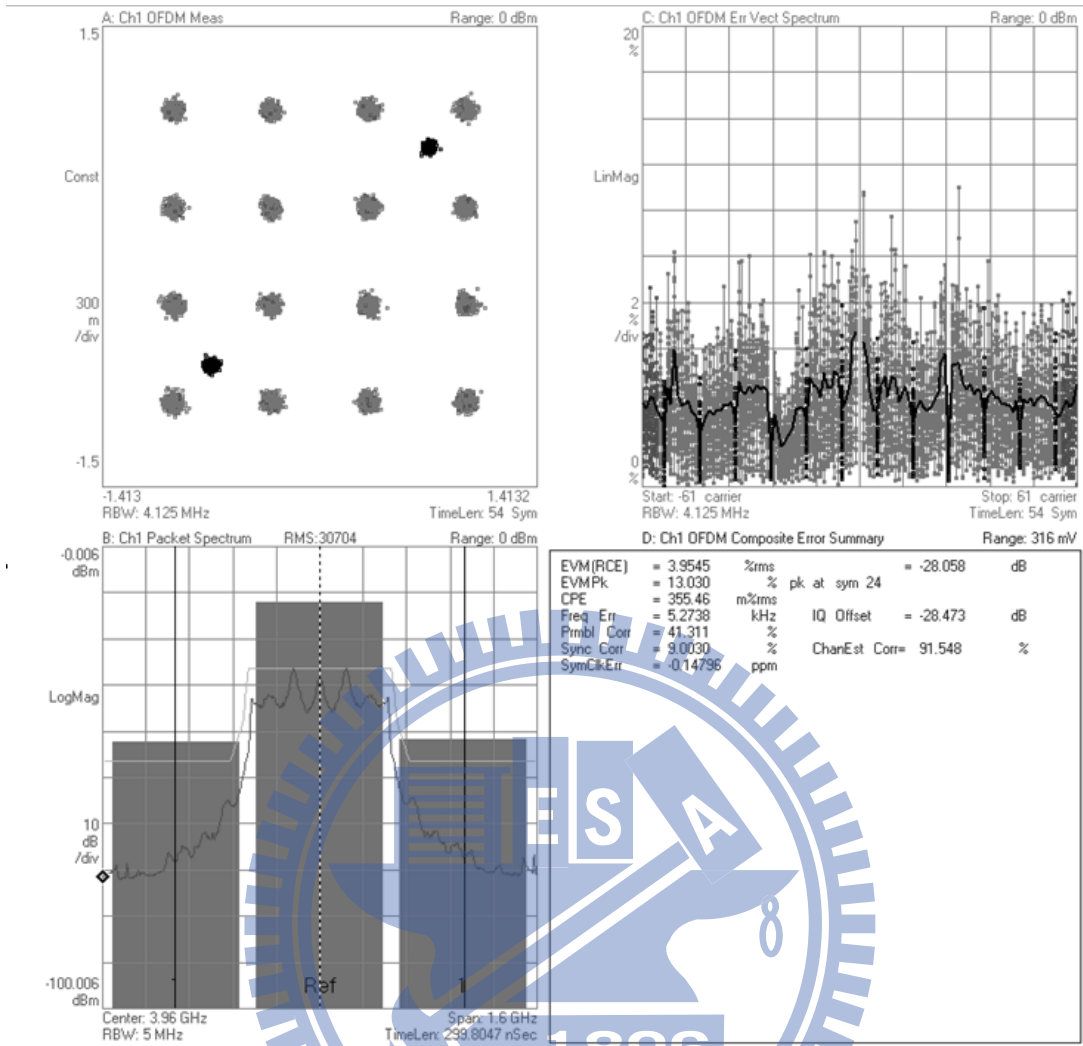 A: Ch1 OFDM Meas Range: 0 dBm
1.5
Const
300
m
/div
-1.5
-1.413 1.4132
RBW: 4.125 MHz TimeLen: 54 Sym
C: Ch1 OFDM Err Vect Spectrum Range: 0 dBm
20
%
LinMag
2
%
/div
0
%
Start: -61 carrier Stop: 61 carrier
RBW: 4.125 MHz TimeLen: 54 Sym
B: Ch1 Packet Spectrum RMS:30704 Range: 0 dBm
-0.006
dBm
LogMag
10
dB
/div
-100.006
dBm
1 Ref 1
Center: 3.96 GHz Span: 1.6 GHz
RBW: 5 MHz TimeLen: 299.8047 nSec
D: Ch1 OFDM Composite Error Summary Range: 316 mV
EVM(RCE) = 3.9545 %rms = -28.058 dB
EVMPk = 13.030 % pk at sym 24
CPE = 355.46 m%rms
Freq Err = 5.2738 kHz IQ Offset = -28.473 dB
Prmbl Corr = 41.311 %
Sync Corr = 9.0030 % ChanEst Corr= 91.548 %
SymClkErr = -0.14796 ppm
ESA
8
1896